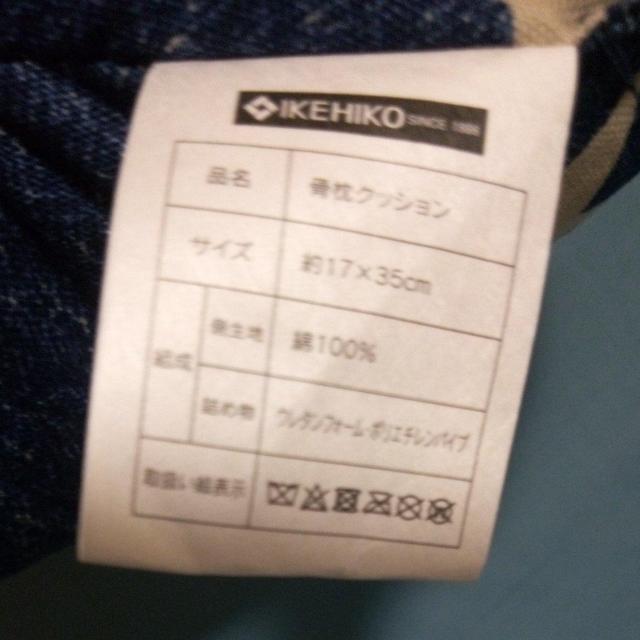 IKEHIKO SINCE 1886
品名
骨枕クッション
サイズ
約17×35cm
組成
表生地
綿100%
詰め物
ウレタンフォーム・ポリエチレンパイプ
取扱い絵表示